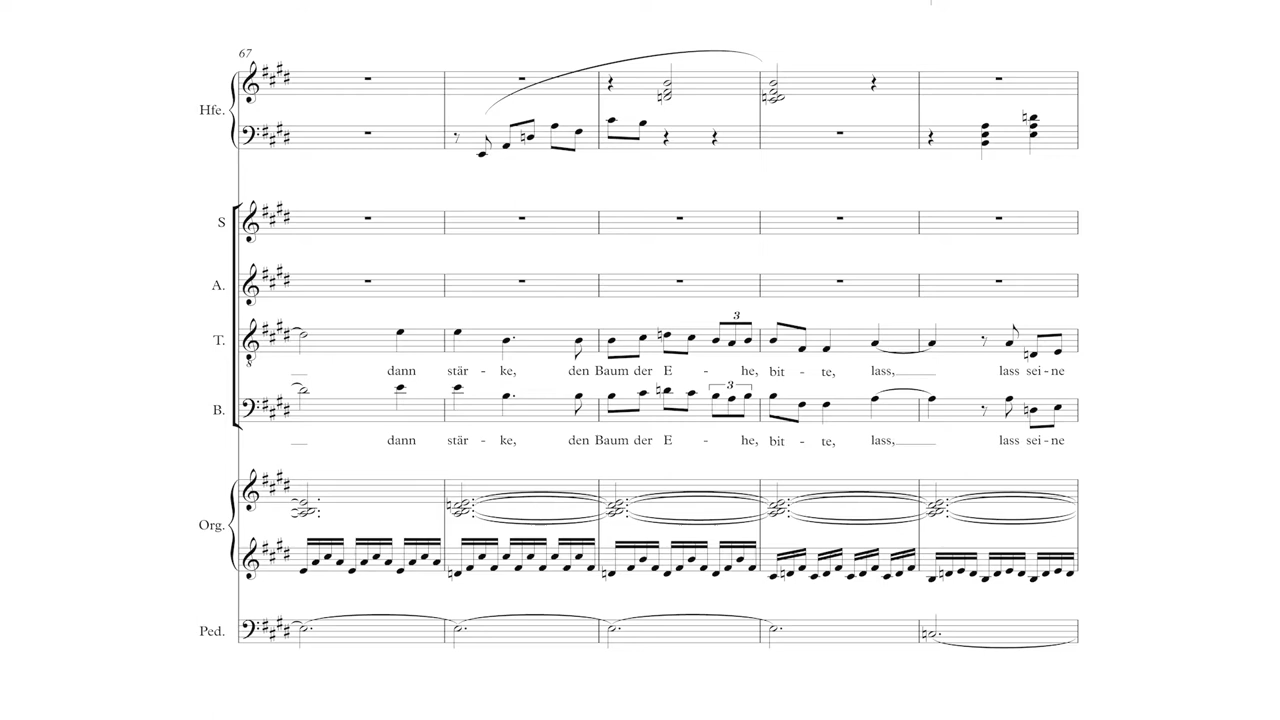 67
Hfe.
S
A.
T.
3
dann stär - ke, den Baum der E - he, bit - te, lass, lass sei - ne
B.
3
dann stär - ke, den Baum der E - he, bit - te, lass, lass sei - ne
Org.
Ped.